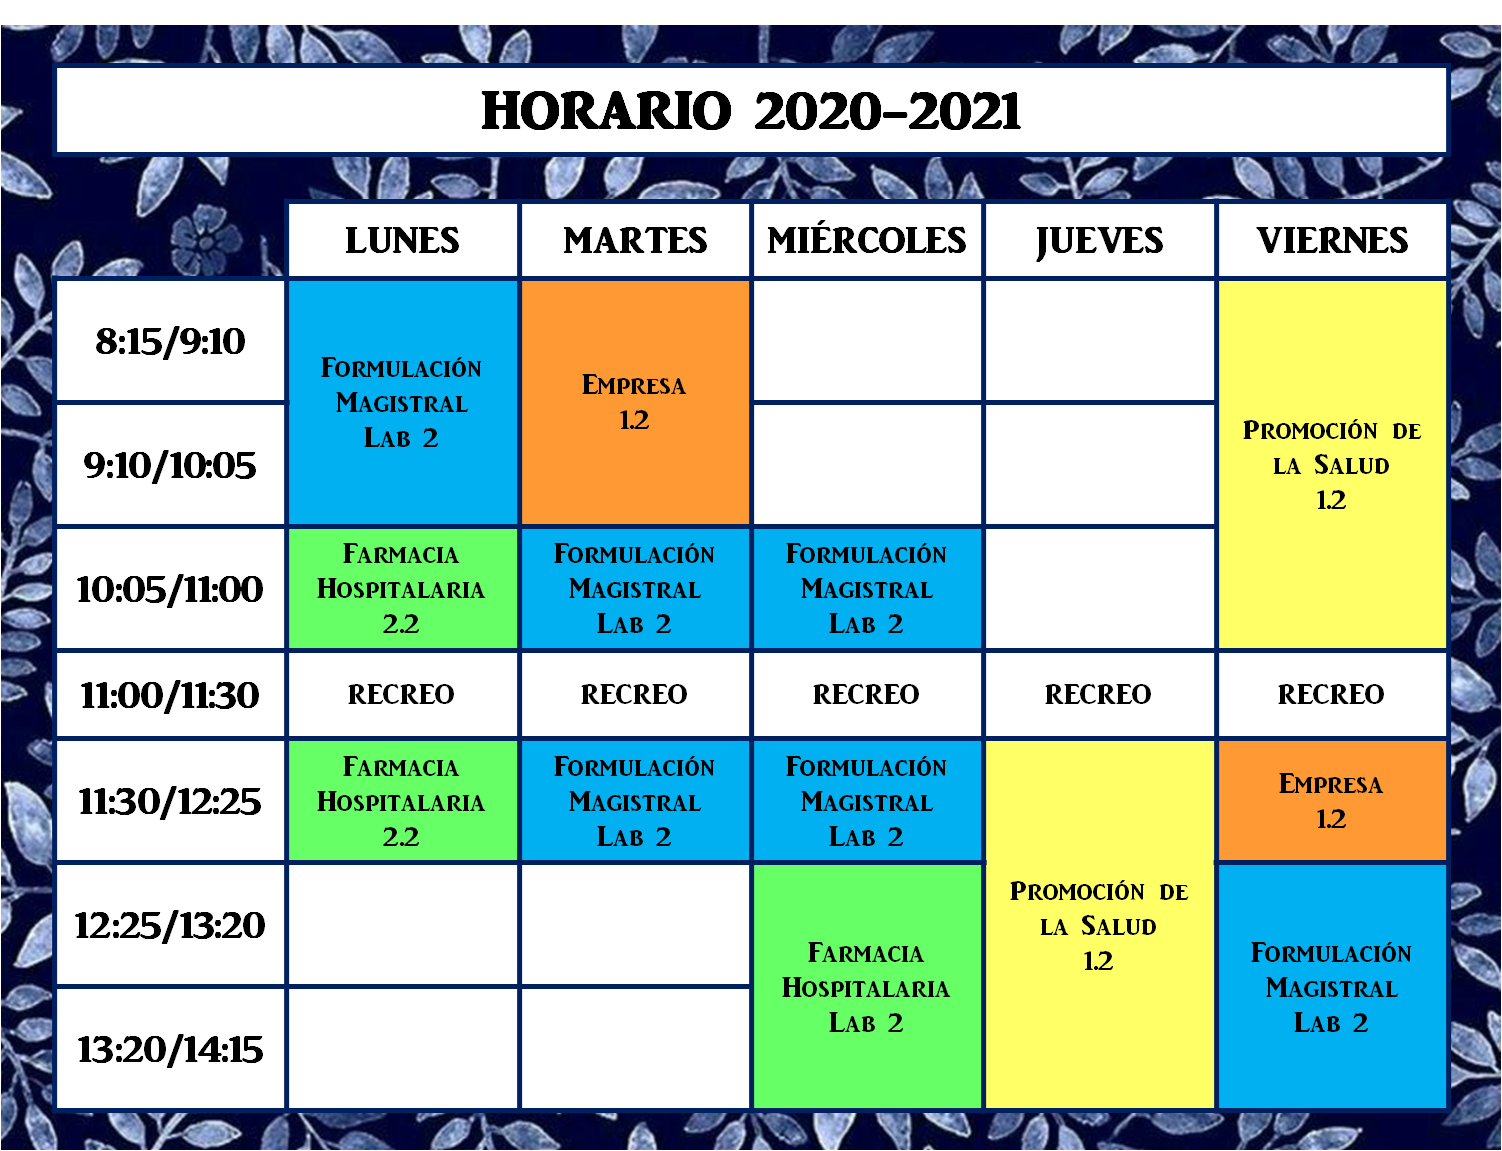 HORARIO 2020-2021
LUNES MARTES MIÉRCOLES JUEVES VIERNES
8:15/9:10
9:10/10:05
Formulación
Magistral
Lab 2
Empresa
1.2
Promoción de
la Salud
1.2
10:05/11:00
Farmacia
Hospitalaria
2.2
Formulación
Magistral
Lab 2
Formulación
Magistral
Lab 2
11:00/11:30 RECREO RECREO RECREO RECREO RECREO
11:30/12:25
Farmacia
Hospitalaria
2.2
Formulación
Magistral
Lab 2
Formulación
Magistral
Lab 2
Promoción de
la Salud
1.2
Empresa
1.2
12:25/13:20
13:20/14:15
Farmacia
Hospitalaria
Lab 2
Formulación
Magistral
Lab 2